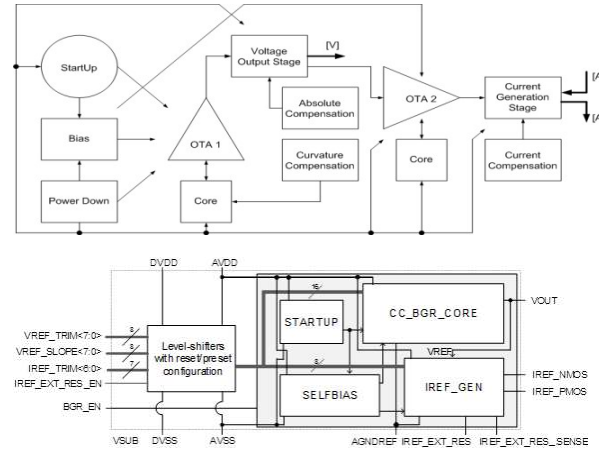 StartUp
Bias
Power Down
OTA 1
Core
Voltage
Output Stage
[V]
Absolute
Compensation
Curvature
Compensation
OTA 2
Core
Current
Generation
Stage
Current
Compensation
[A
[A
DVDD
AVDD
VREF_TRIM<7:0>
8
VREF_SLOPE<7:0>
8
IREF_TRIM<6:0>
7
IREF_EXT_RES_EN
BGR_EN
Level-shifters
with reset/preset
configuration
16
8
STARTUP
CC_BGR_CORE
SELFBIAS
VREF
IREF_GEN
VOUT
IREF_NMOS
IREF_PMOS
VSUB
DVSS
AVSS
AGNDREF
IREF_EXT_RES
IREF_EXT_RES_SENSE